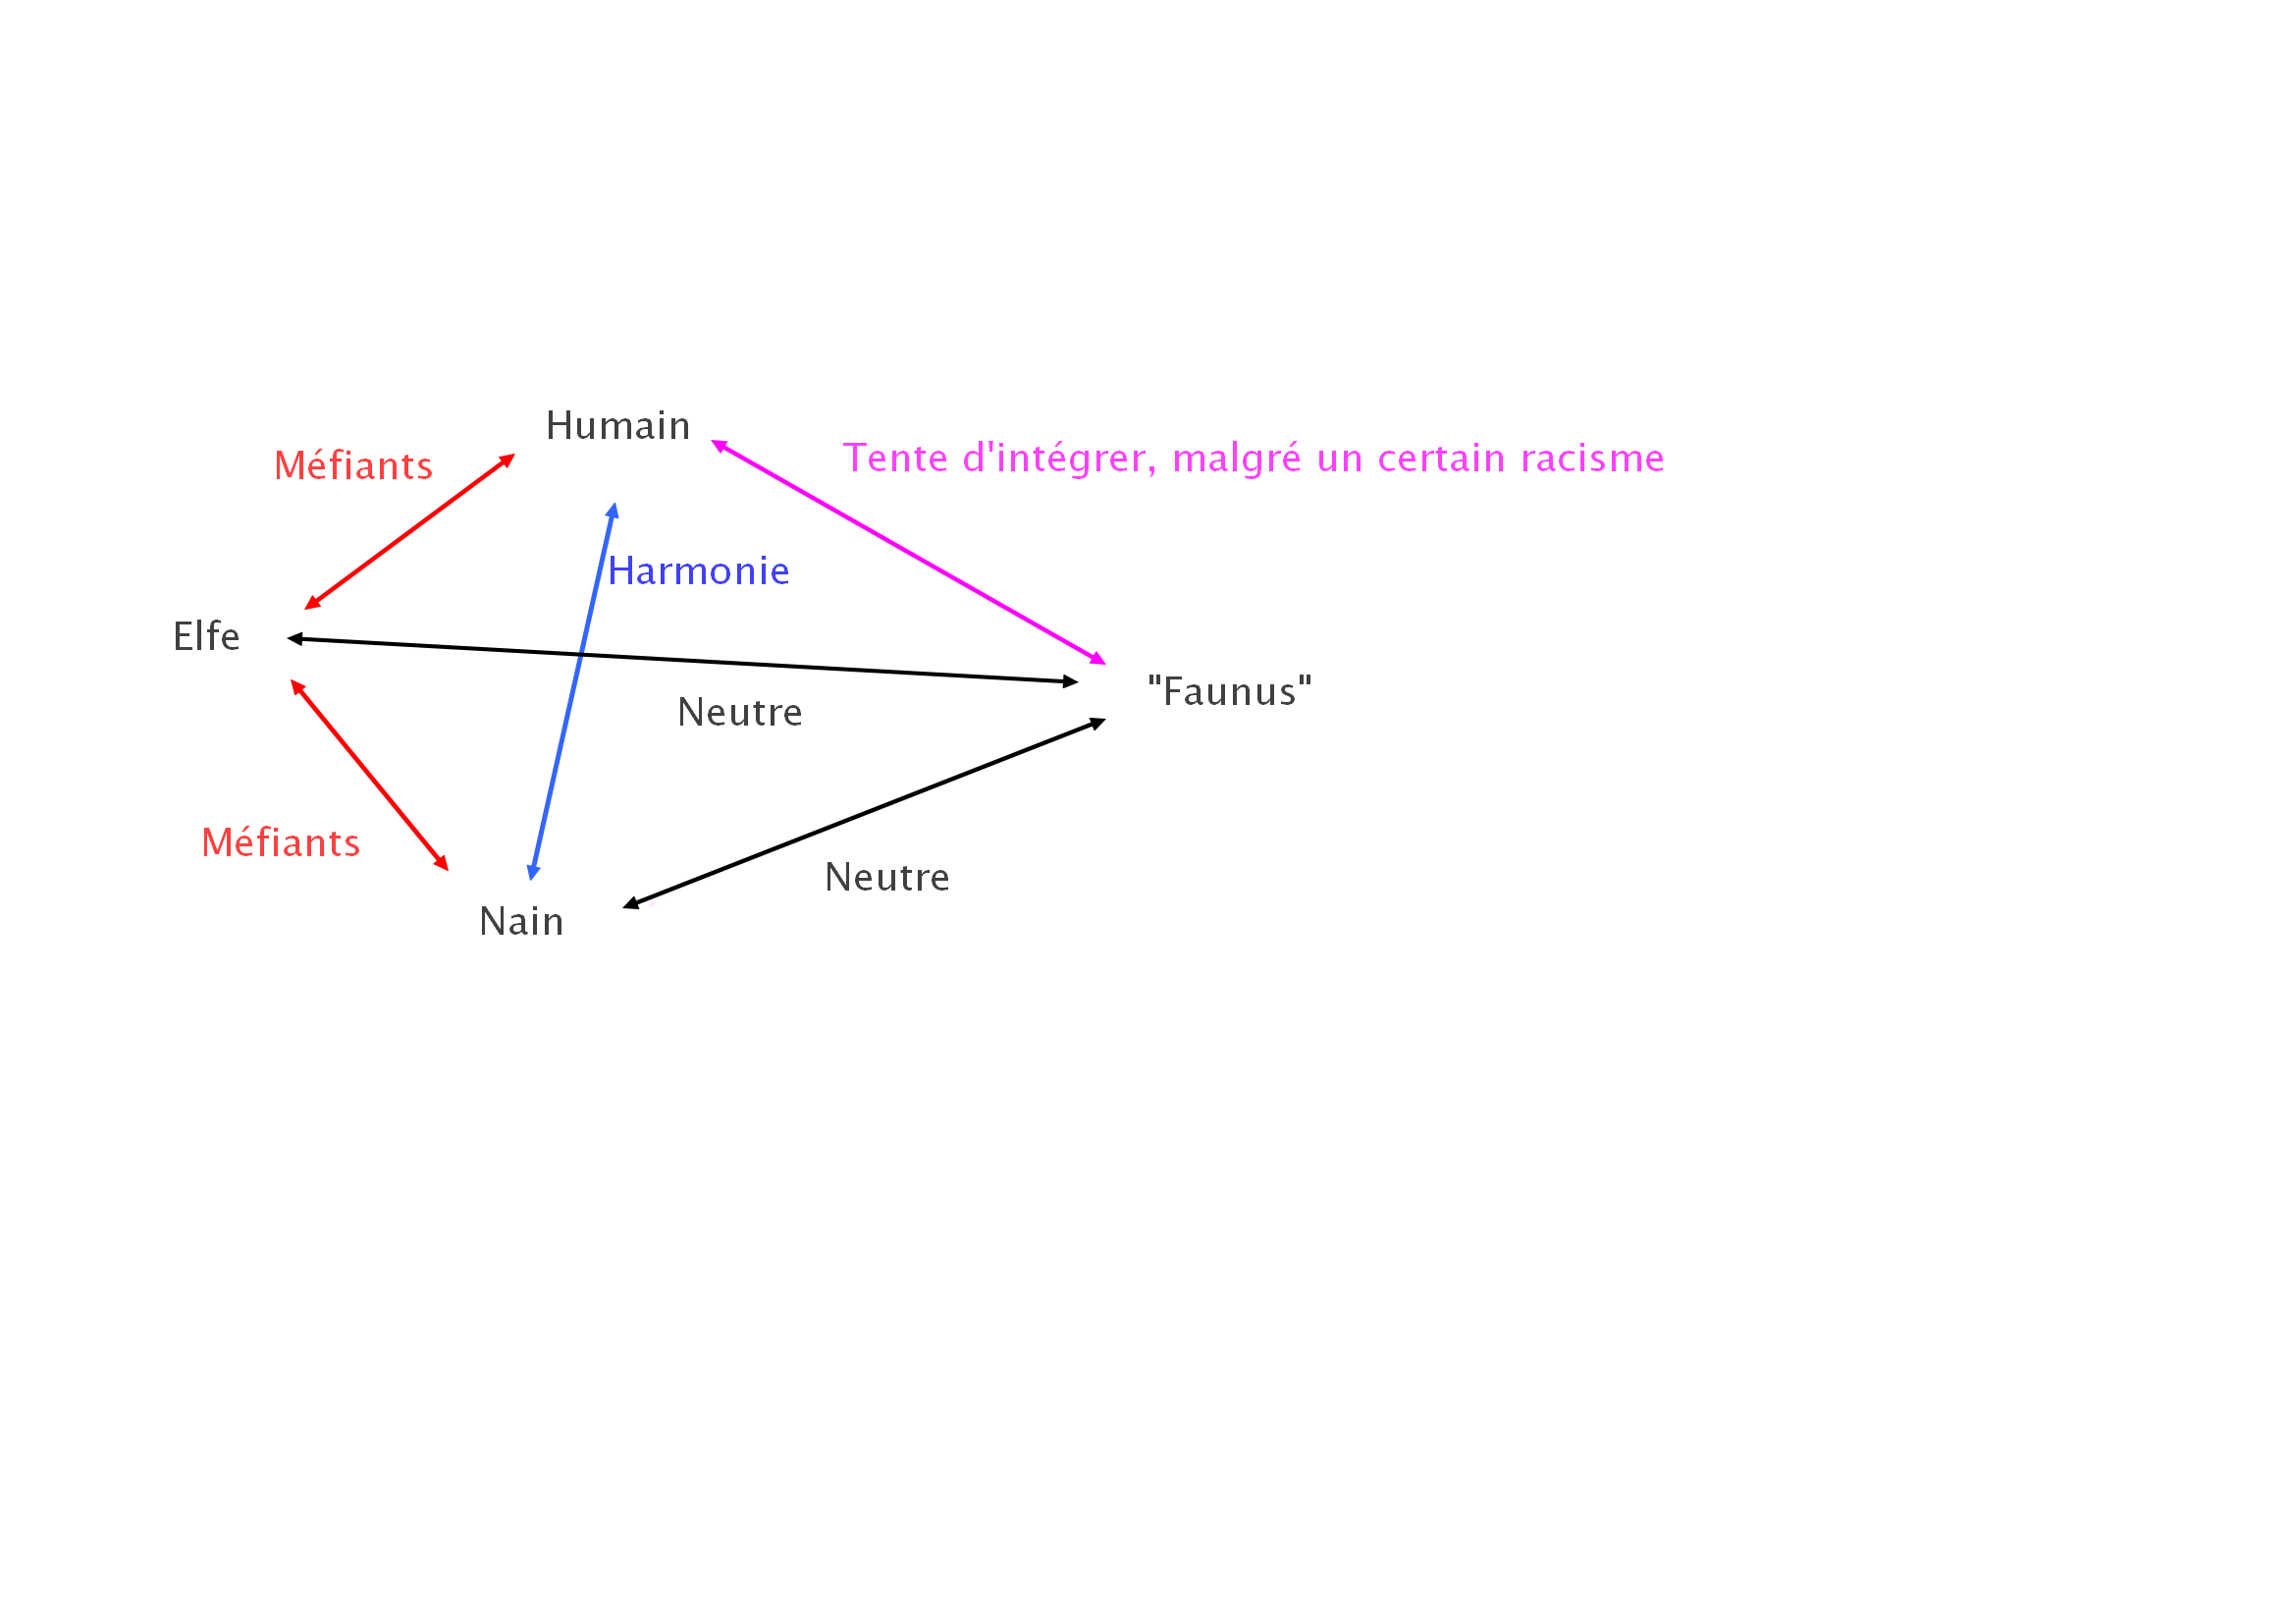 Humain
Méfiants
Tente d'intégrer, malgré un certain racisme
Harmonie
Elfe
"Faunus"
Neutre
Méfiants
Neutre
Nain